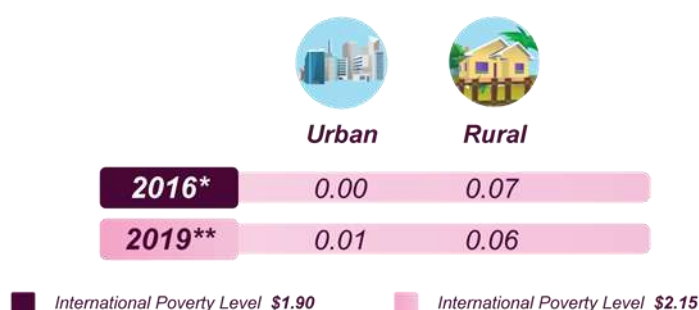 Urban Rural
2016* 0.00 0.07
2019** 0.01 0.06
International Poverty Level $1.90 International Poverty Level $2.15